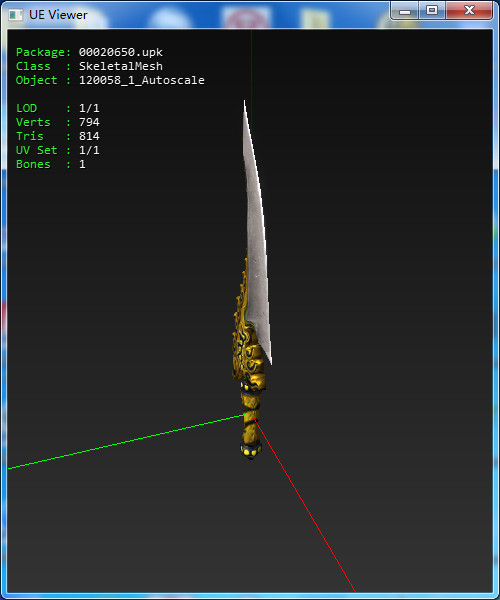 UE Viewer
Package: 00020650.upk
Class : SkeletalMesh
Object : 120058_1_Autoscale
LOD : 1/1
Verts : 794
Tris : 814
UV Set : 1/1
Bones : 1